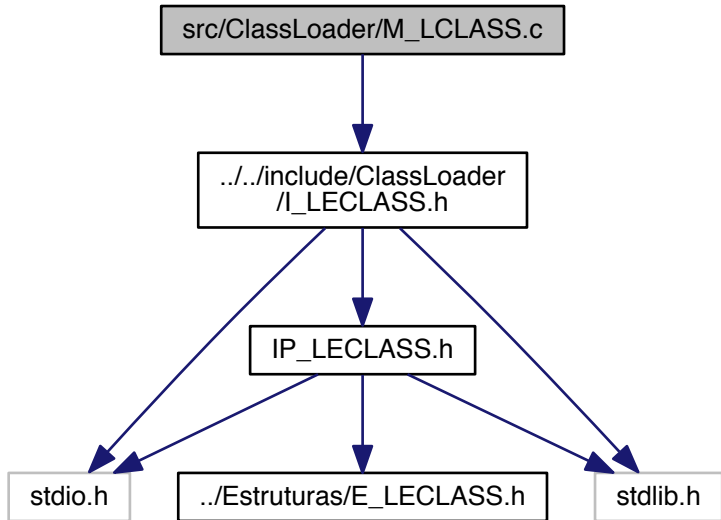 src/ClassLoader/M_LCLASS.c
../../include/ClassLoader
/I_LECLASS.h
IP_LECLASS.h
stdio.h
../Estruturas/E_LECLASS.h
stdlib.h